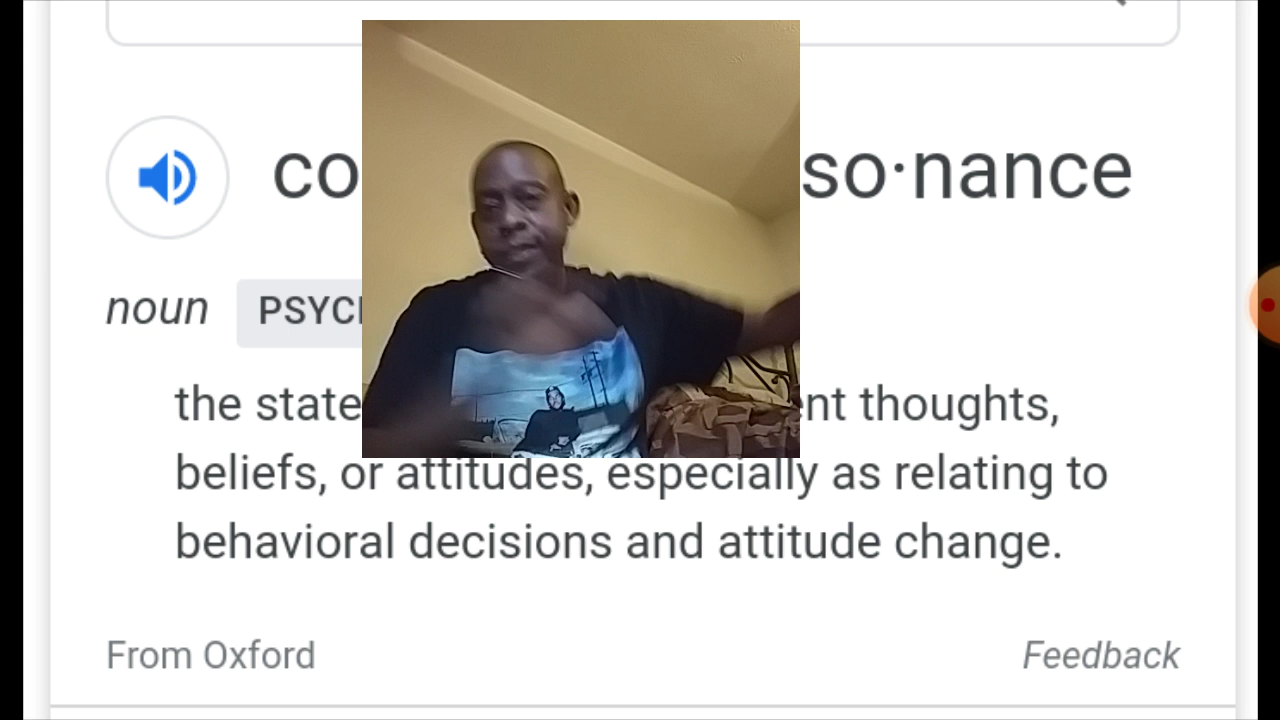 co so·nance
noun PSYC
the state ent thoughts,
beliefs, or attitudes, especially as relating to
behavioral decisions and attitude change.
From Oxford Feedback